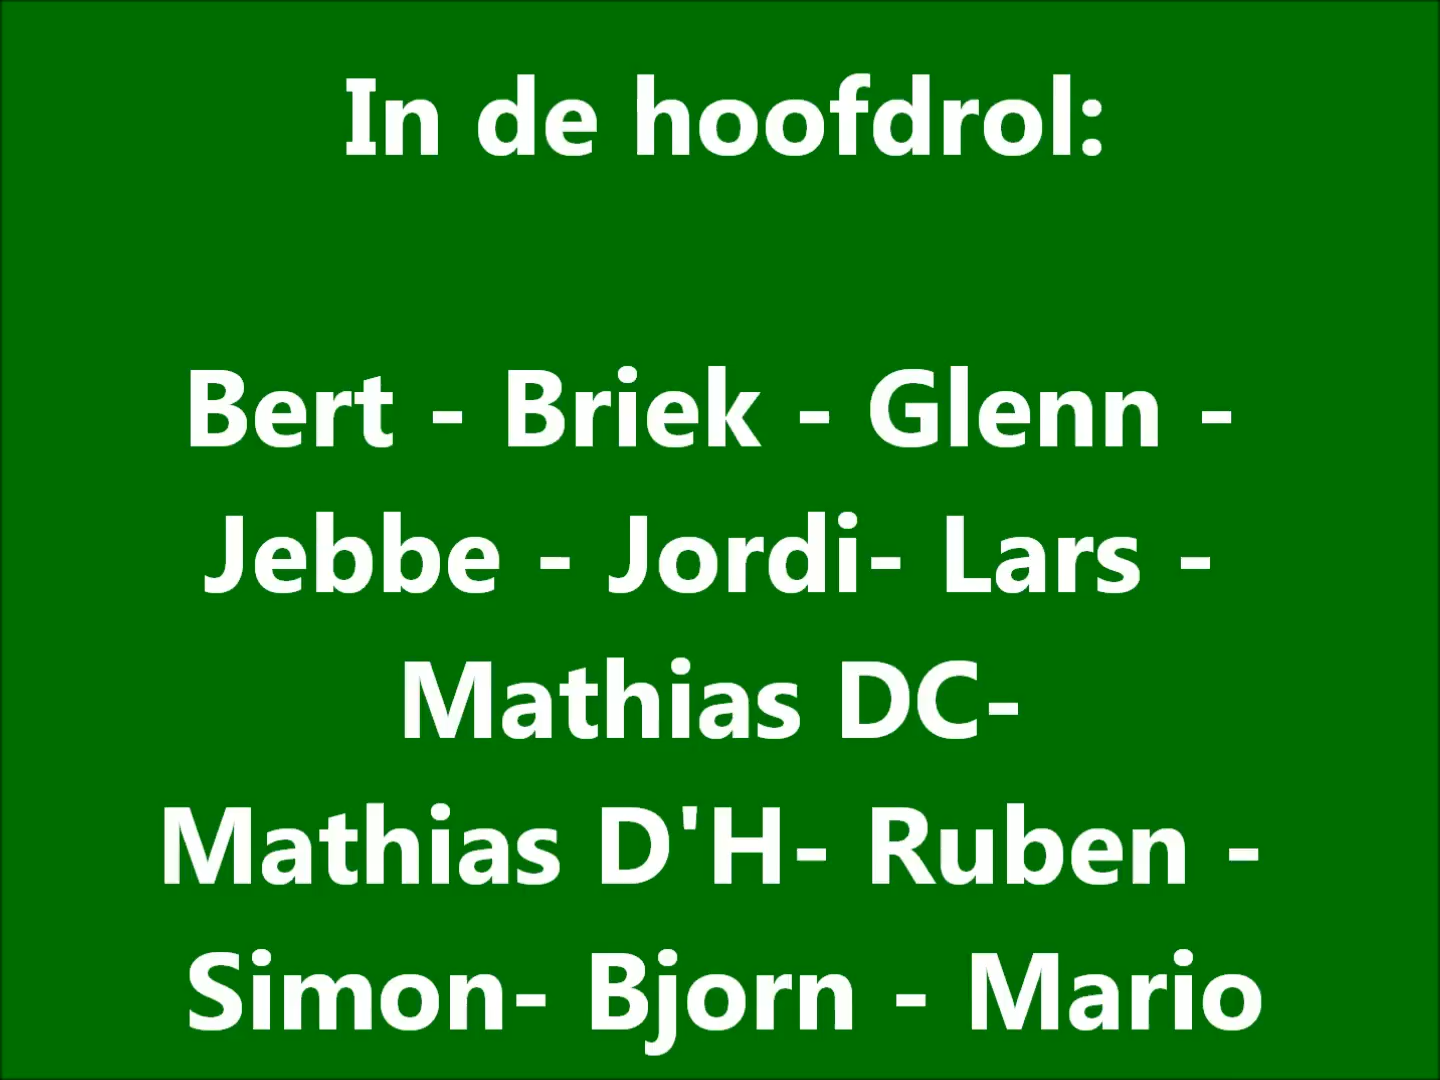 In de hoofdrol:
Bert - Briek - Glenn -
Jebbe - Jordi- Lars -
Mathias DC-
Mathias D'H- Ruben -
Simon- Bjorn - Mario